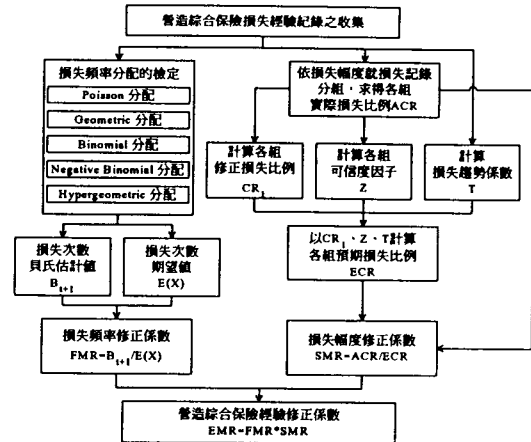 營造綜合保險損失經驗紀錄之收集
損失頻率分配的檢定
Poisson 分配
Geometric 分配
Binomial 分配
Negative Binomial 分配
Hypergeometric 分配
依損失幅度就損失記錄
分組，求得各組
實際損失比例ACR
計算各組
修正損失比例
CR₁
計算各組
可信度因子
Z
計算
損失趨勢係數
T
損失次數
貝氏估計值
Bₜ₊₁
損失次數
期望值
E(X)
以CR₁、Z、T計算
各組預期損失比例
ECR
損失頻率修正係數
FMR=Bₜ₊₁/E(X)
損失幅度修正係數
SMR=ACR/ECR
營造綜合保險經驗修正係數
EMR=FMR*SMR